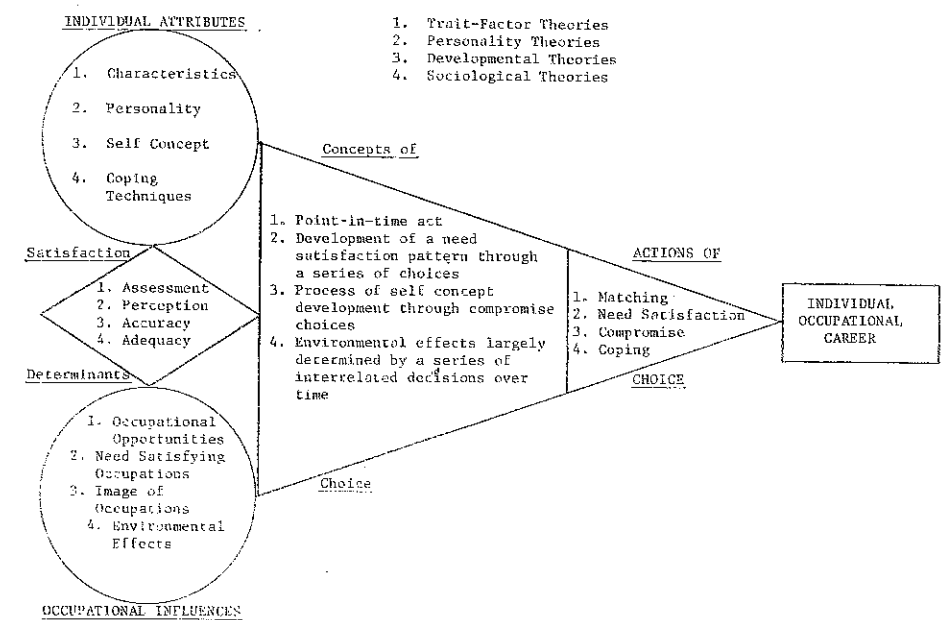 INDIVIDUAL ATTRIBUTES
1. Trait-Factor Theories
2. Personality Theories
3. Developmental Theories
4. Sociological Theories
1. Characteristics
2. Personality
3. Self Concept
4. Coping
Techniques
Satisfaction
1. Assessment
2. Perception
3. Accuracy
4. Adequacy
Determinants
1. Occupational
Opportunities
2. Need Satisfying
Occupations
3. Image of
Occupations
4. Environmental
Effects
OCCUPATIONAL INFLUENCES
Concepts of
1. Point-in-time act
2. Development of a need
satisfaction pattern through
a series of choices
3. Process of self concept
development through compromise
choices
4. Environmental effects largely
determined by a series of
interrelated decisions over
time
Choice
ACTIONS OF
1. Matching
2. Need Satisfaction
3. Compromise
4. Coping
CHOICE
INDIVIDUAL
OCCUPATIONAL
CAREER